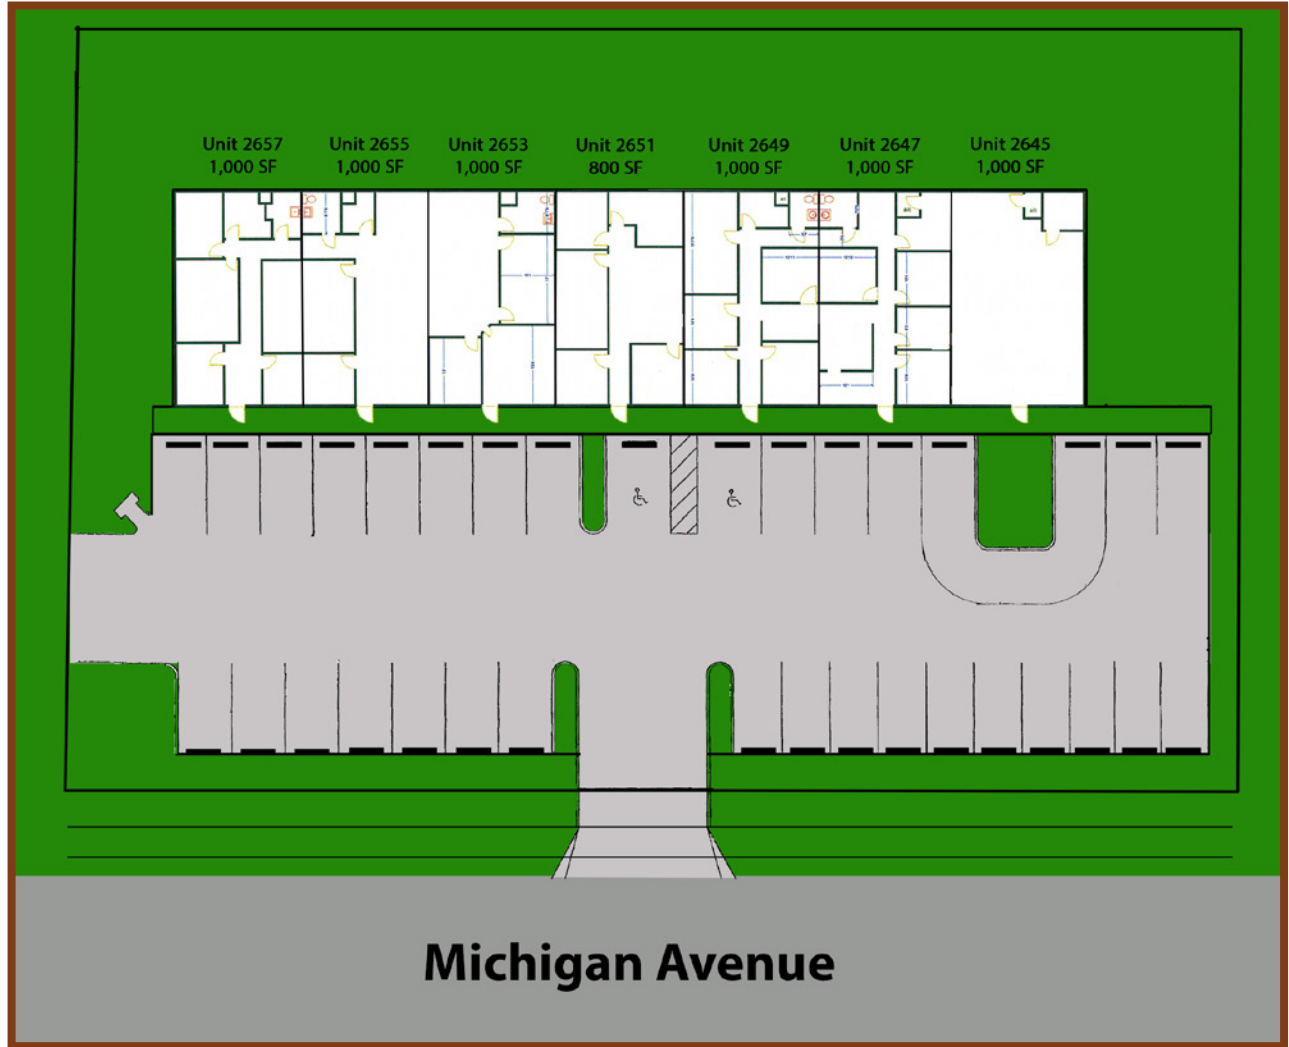 Unit 2657
1,000 SF
Unit 2655
1,000 SF
Unit 2653
1,000 SF
Unit 2651
800 SF
Unit 2649
1,000 SF
Unit 2647
1,000 SF
Unit 2645
1,000 SF
Michigan Avenue